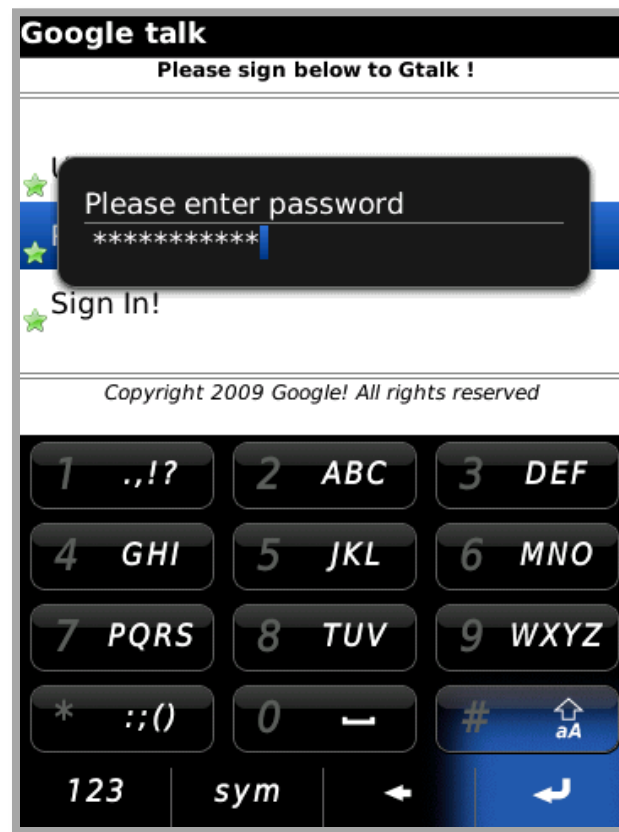 Google talk
Please sign below to Gtalk !
Please enter password
***********
Sign In!
Copyright 2009 Google! All rights reserved
1 .,!? 2 ABC 3 DEF
4 GHI 5 JKL 6 MNO
7 PQRS 8 TUV 9 WXYZ
* :;() 0 # aA
123 sym